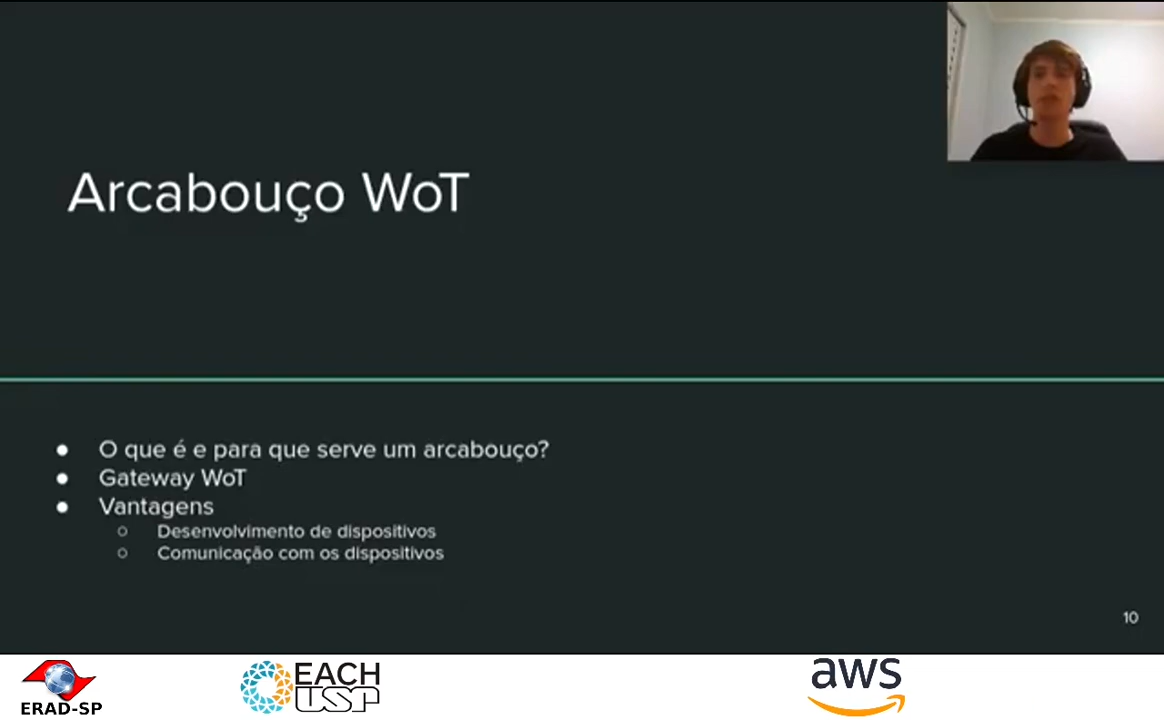 Arcabouço WoT
O que é e para que serve um arcabouço?
Gateway WoT
Vantagens
Desenvolvimento de dispositivos
Comunicação com os dispositivos
10
ERAD-SP
EACH
USP
aws